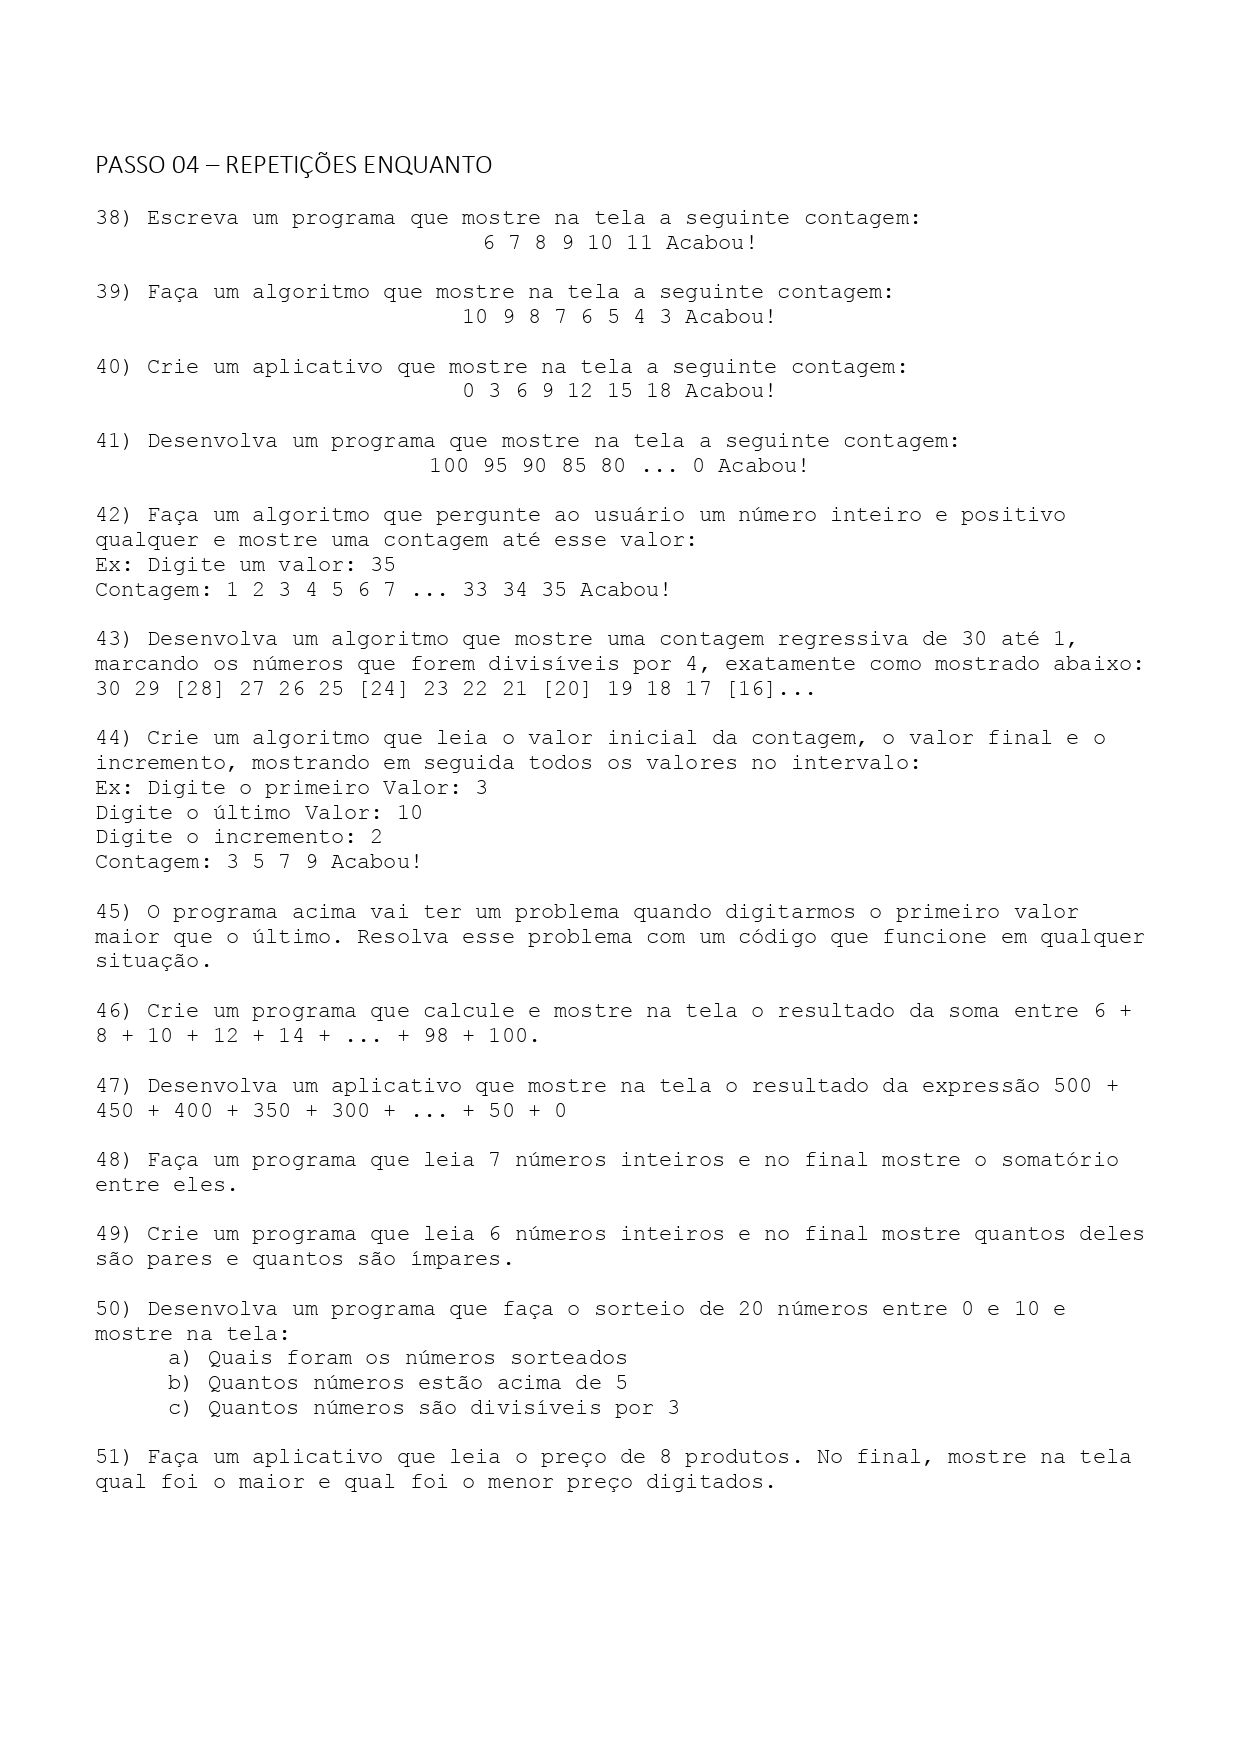 PASSO 04 – REPETIÇÕES ENQUANTO
38) Escreva um programa que mostre na tela a seguinte contagem:
6 7 8 9 10 11 Acabou!
39) Faça um algoritmo que mostre na tela a seguinte contagem:
10 9 8 7 6 5 4 3 Acabou!
40) Crie um aplicativo que mostre na tela a seguinte contagem:
0 3 6 9 12 15 18 Acabou!
41) Desenvolva um programa que mostre na tela a seguinte contagem:
100 95 90 85 80 ... 0 Acabou!
42) Faça um algoritmo que pergunte ao usuário um número inteiro e positivo
qualquer e mostre uma contagem até esse valor:
Ex: Digite um valor: 35
Contagem: 1 2 3 4 5 6 7 ... 33 34 35 Acabou!
43) Desenvolva um algoritmo que mostre uma contagem regressiva de 30 até 1,
marcando os números que forem divisíveis por 4, exatamente como mostrado abaixo:
30 29 [28] 27 26 25 [24] 23 22 21 [20] 19 18 17 [16]...
44) Crie um algoritmo que leia o valor inicial da contagem, o valor final e o
incremento, mostrando em seguida todos os valores no intervalo:
Ex: Digite o primeiro Valor: 3
Digite o último Valor: 10
Digite o incremento: 2
Contagem: 3 5 7 9 Acabou!
45) O programa acima vai ter um problema quando digitarmos o primeiro valor
maior que o último. Resolva esse problema com um código que funcione em qualquer
situação.
46) Crie um programa que calcule e mostre na tela o resultado da soma entre 6 +
8 + 10 + 12 + 14 + ... + 98 + 100.
47) Desenvolva um aplicativo que mostre na tela o resultado da expressão 500 +
450 + 400 + 350 + 300 + ... + 50 + 0
48) Faça um programa que leia 7 números inteiros e no final mostre o somatório
entre eles.
49) Crie um programa que leia 6 números inteiros e no final mostre quantos deles
são pares e quantos são ímpares.
50) Desenvolva um programa que faça o sorteio de 20 números entre 0 e 10 e
mostre na tela:
a) Quais foram os números sorteados
b) Quantos números estão acima de 5
c) Quantos números são divisíveis por 3
51) Faça um aplicativo que leia o preço de 8 produtos. No final, mostre na tela
qual foi o maior e qual foi o menor preço digitados.